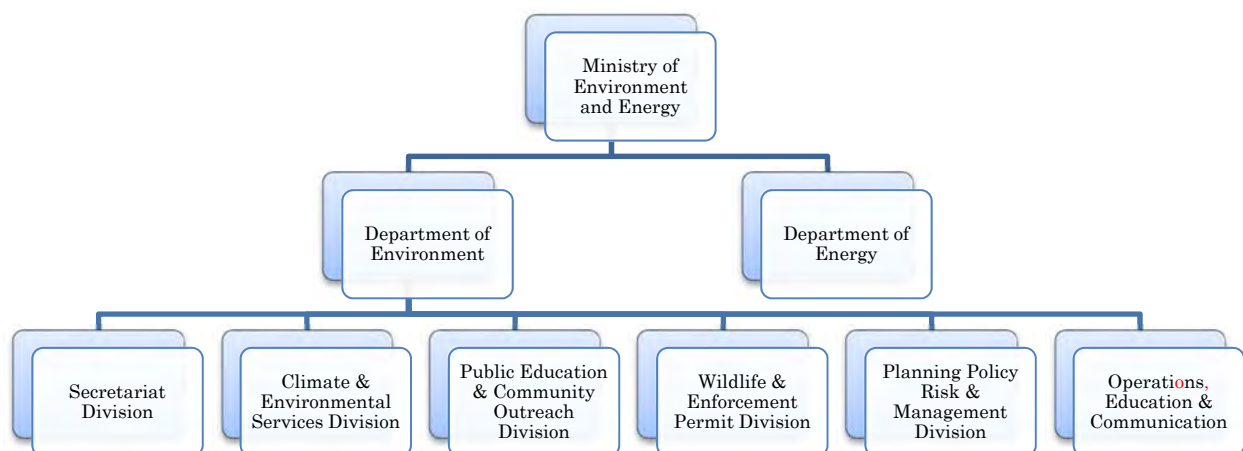 Ministry of
Environment
and Energy
Department of
Environment
Department of
Energy
Secretariat
Division
Climate &
Environmental
Services Division
Public Education
& Community
Outreach
Division
Wildlife &
Enforcement
Permit Division
Planning Policy
Risk &
Management
Division
Operations,
Education &
Communication